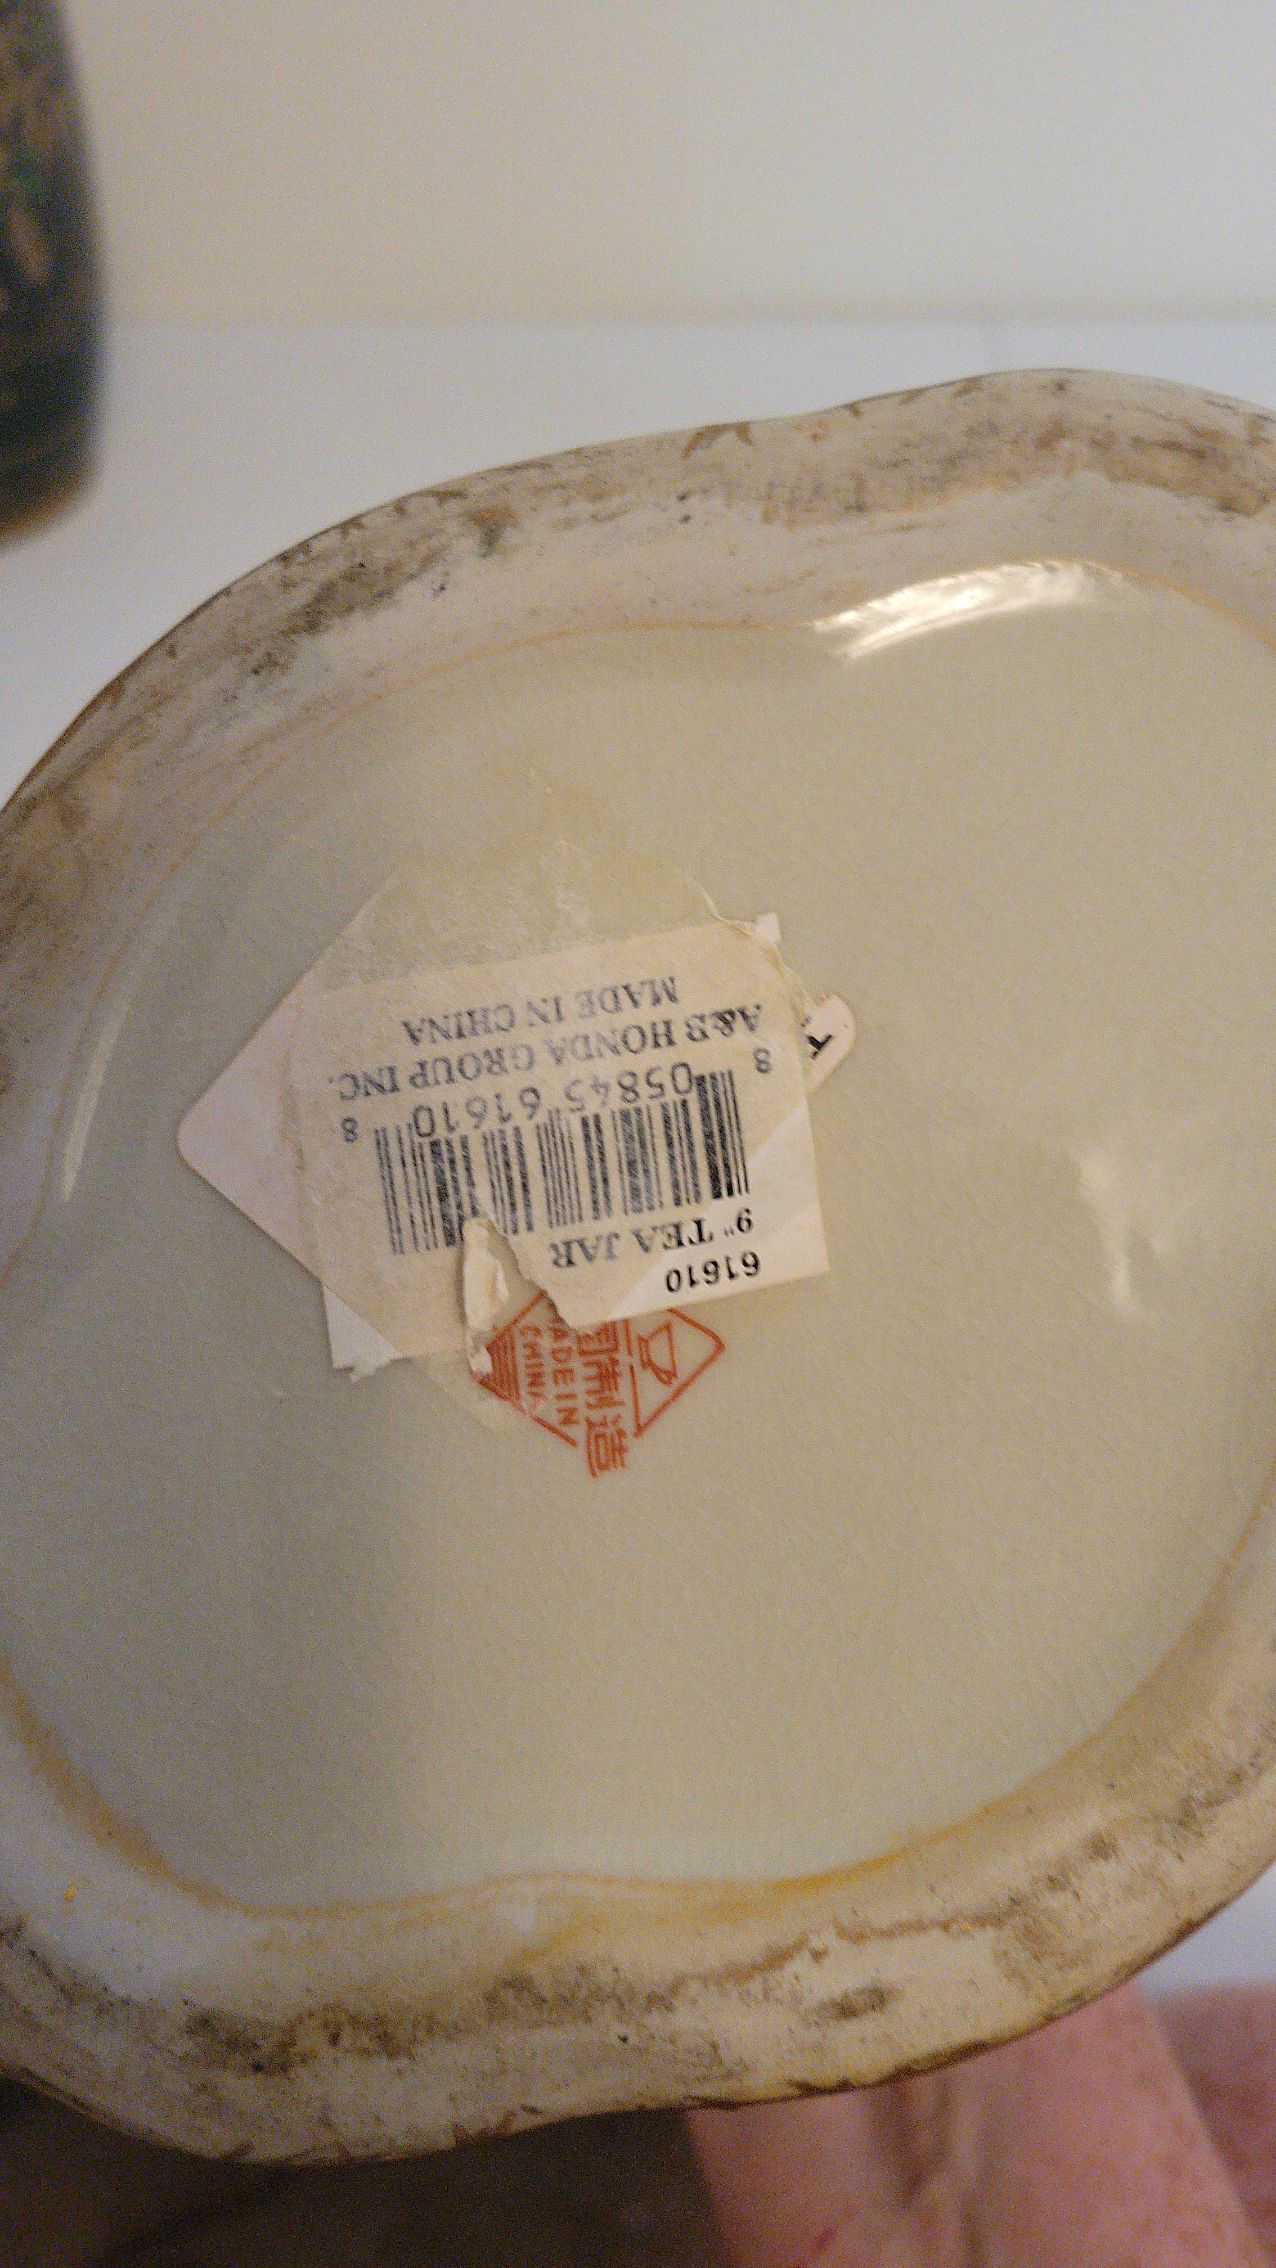 61610
9" TEA JAR
8 05845 61610 8
A&B HONDA GROUP INC.
MADE IN CHINA
制造
MADE IN
CHINA